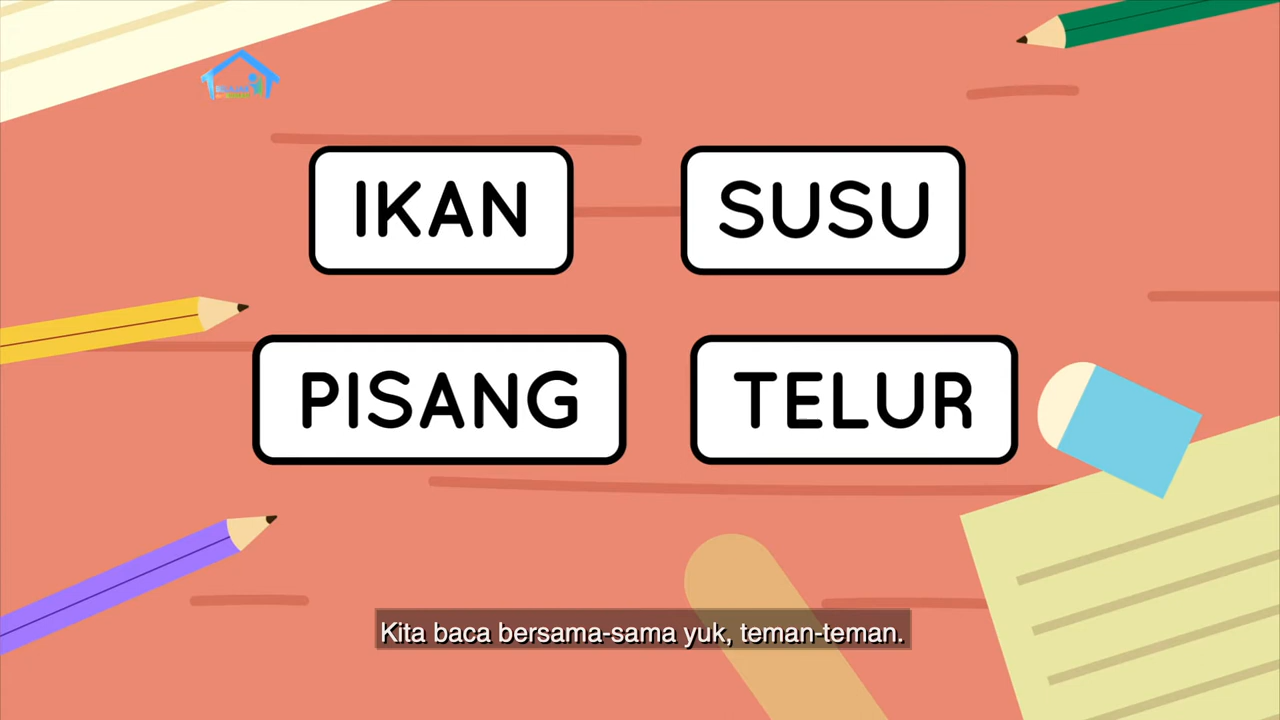 IKAN
SUSU
PISANG
TELUR
Kita baca bersama-sama yuk, teman-teman.